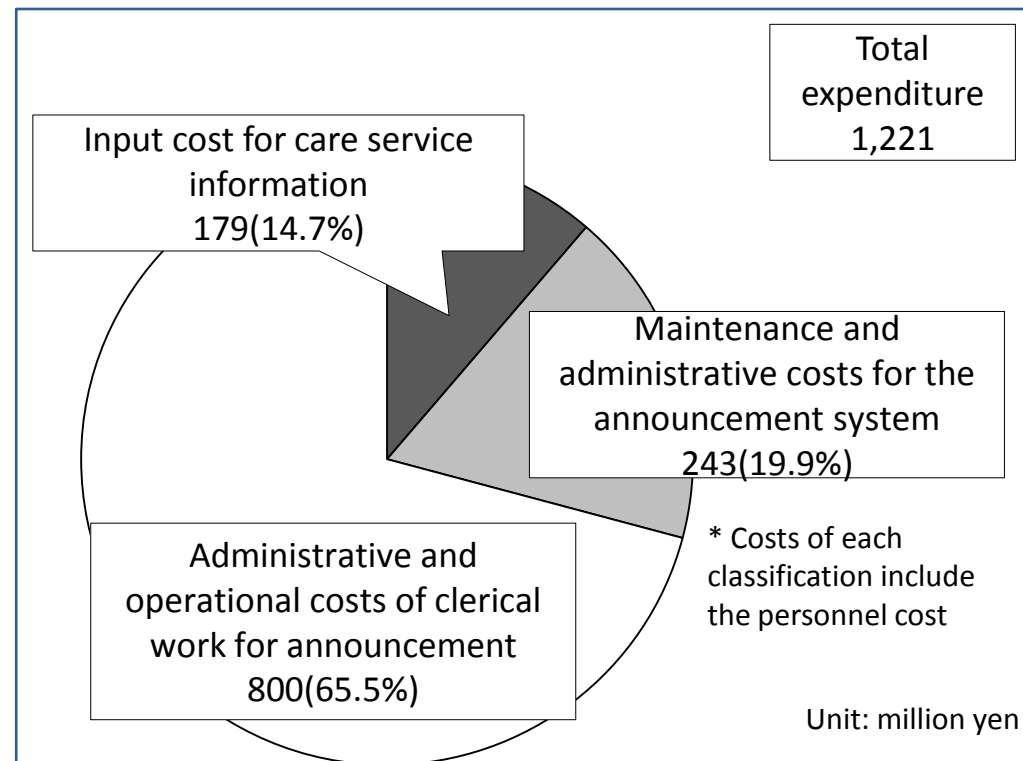 Total
expenditure
1,221
Input cost for care service
information
179(14.7%)
Maintenance and
administrative costs for the
announcement system
243(19.9%)
Administrative and
operational costs of clerical
work for announcement
800(65.5%)
* Costs of each
classification include
the personnel cost
Unit: million yen